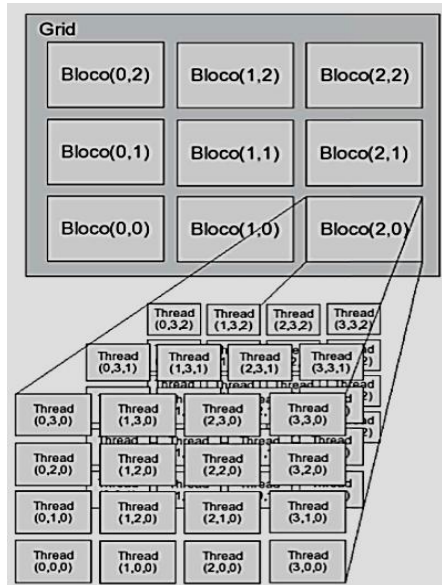 Grid
Bloco(0,2) Bloco(1,2) Bloco(2,2)
Bloco(0,1) Bloco(1,1) Bloco(2,1)
Bloco(0,0) Bloco(1,0) Bloco(2,0)
Thread Thread Thread Thread
(0,3,2) (1,3,2) (2,3,2) (3,3,2)
Thread Thread Thread Thread
(0,3,1) (1,3,1) (2,3,1) (3,3,1)
Thread Thread Thread Thread
(0,3,0) (1,3,0) (2,3,0) (3,3,0)
Thread Thread Thread Thread
(0,2,0) (1,2,0) (2,2,0) (3,2,0)
Thread Thread Thread Thread
(0,1,0) (1,2,0) (2,1,0) (3,1,0)
Thread Thread Thread Thread
(0,0,0) (1,0,0) (2,0,0) (3,0,0)